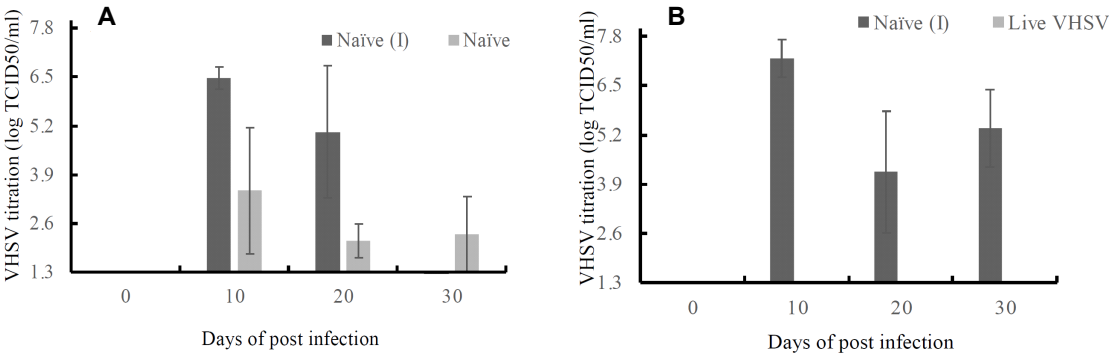 A
VHSV titration (log TCID50/ml)
7.8
6.5
5.2
3.9
2.6
1.3
Naïve (I) Naïve
0 10 20 30
Days of post infection
B
VHSV titration (log TCID50/ml)
7.8
6.5
5.2
3.9
2.6
1.3
Naïve (I) Live VHSV
0 10 20 30
Days of post infection